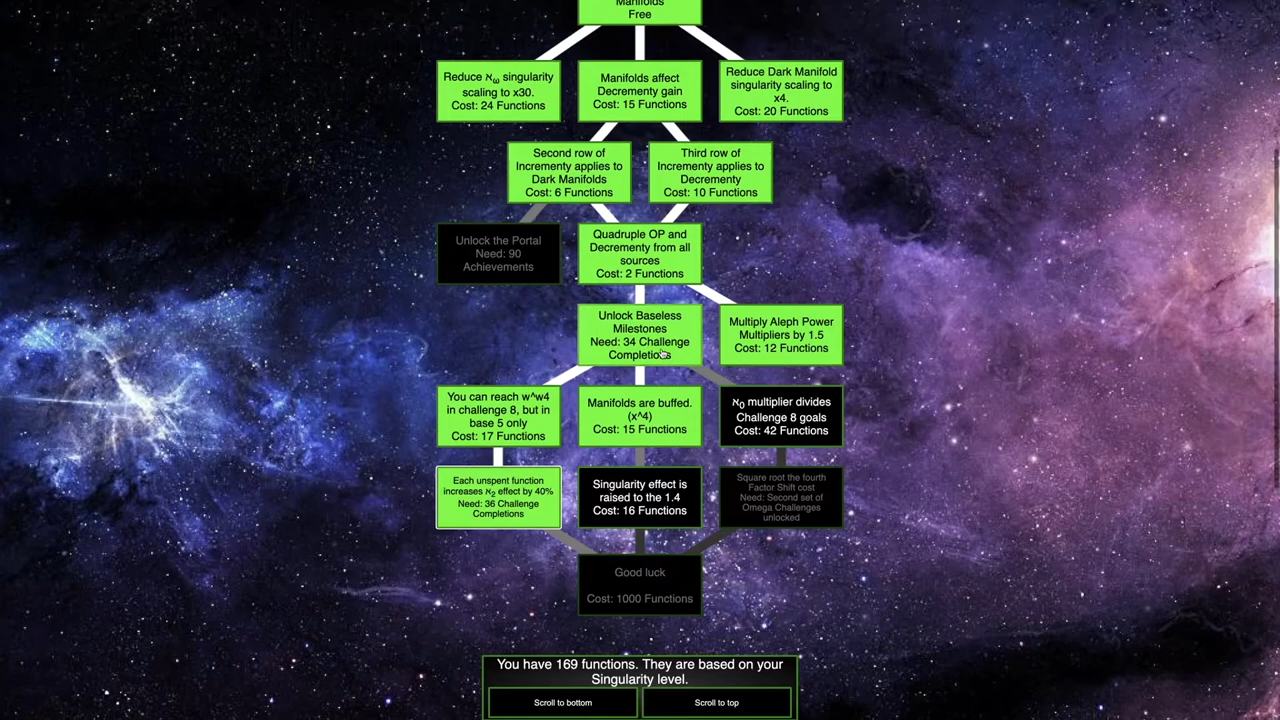 Manifolds
Free
Reduce ℵω singularity
scaling to x30.
Cost: 24 Functions
Manifolds affect
Decrementy gain
Cost: 15 Functions
Reduce Dark Manifold
singularity scaling to
x4.
Cost: 20 Functions
Second row of
Incrementy applies to
Dark Manifolds
Cost: 6 Functions
Third row of
Incrementy applies to
Decrementy
Cost: 10 Functions
Unlock the Portal
Need: 90
Achievements
Quadruple OP and
Decrementy from all
sources
Cost: 2 Functions
Unlock Baseless
Milestones
Need: 34 Challenge
Completions
Multiply Aleph Power
Multipliers by 1.5
Cost: 12 Functions
You can reach w^w4
in challenge 8, but in
base 5 only
Cost: 17 Functions
Manifolds are buffed.
(x^4)
Cost: 15 Functions
ℵ0 multiplier divides
Challenge 8 goals
Cost: 42 Functions
Each unspent function
increases ℵ2 effect by 40%
Need: 36 Challenge
Completions
Singularity effect is
raised to the 1.4
Cost: 16 Functions
Square root the fourth
Factor Shift cost
Need: Second set of
Omega Challenges
unlocked
Good luck
Cost: 1000 Functions
You have 169 functions. They are based on your
Singularity level.
Scroll to bottom
Scroll to top